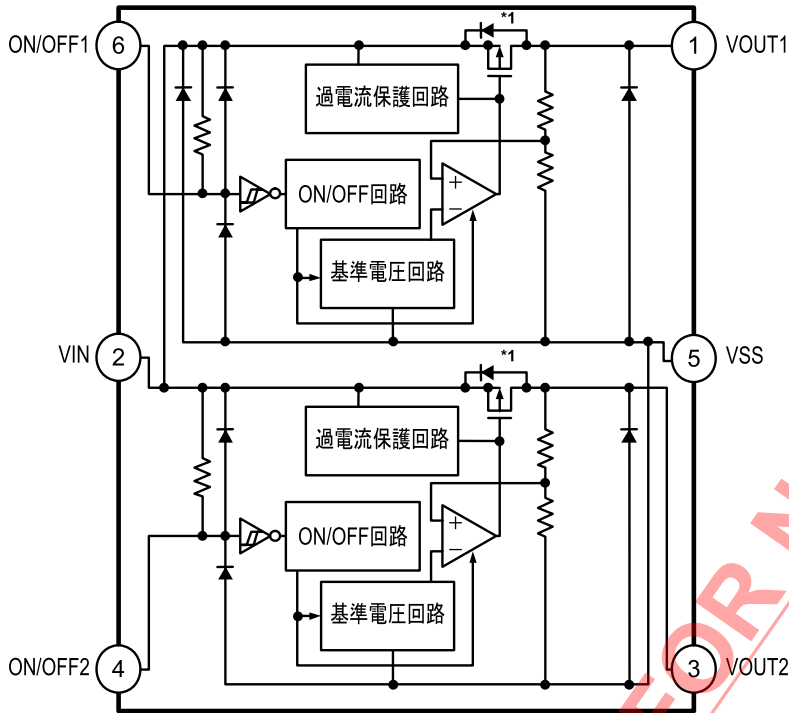 *1
ON/OFF1
6
1
VOUT1
過電流保護回路
+
−
ON/OFF回路
基準電圧回路
VIN
2
*1
5
VSS
過電流保護回路
+
−
ON/OFF回路
基準電圧回路
ON/OFF2
4
3
VOUT2
FOR N